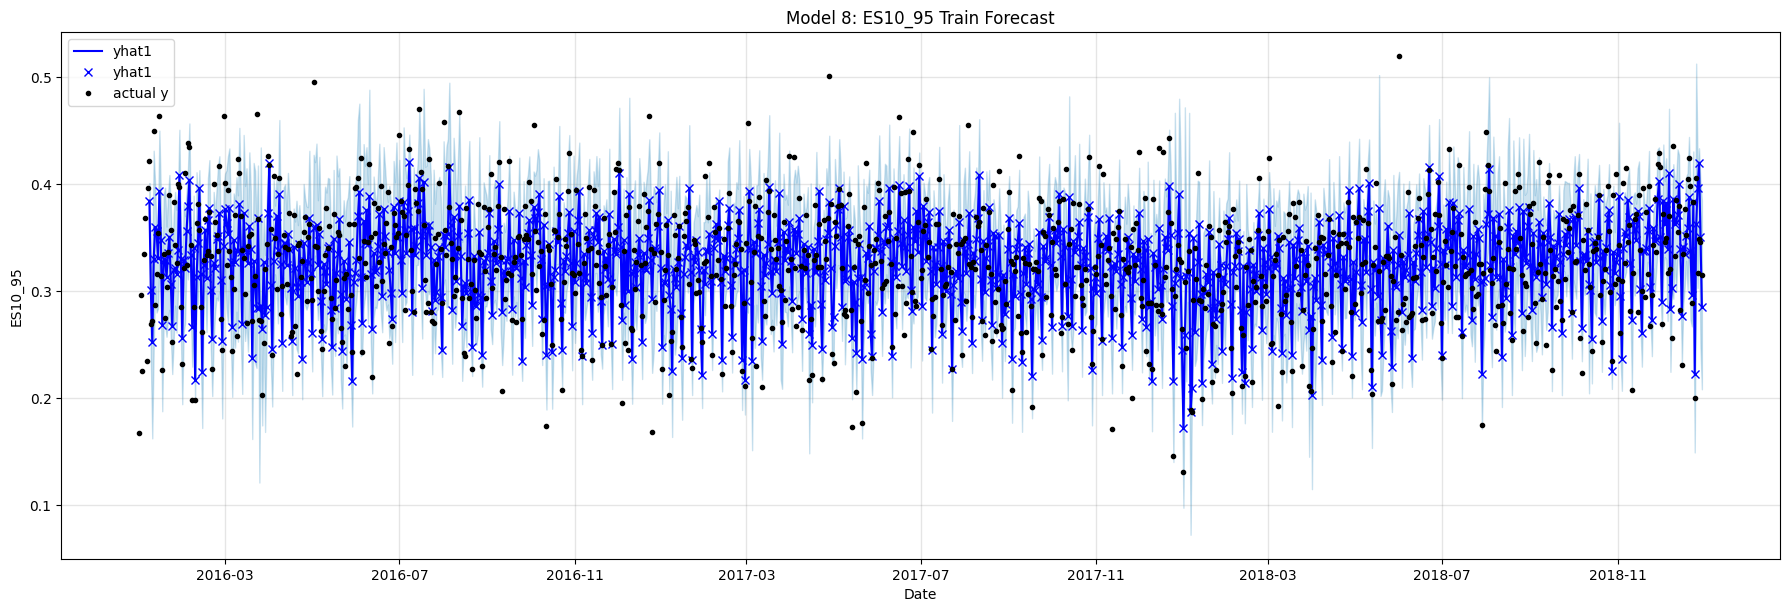 Model 8: ES10_95 Train Forecast
yhat1
yhat1
actual y
0.5
0.4
0.3
0.2
0.1
ES10_95
2016-03
2016-07
2016-11
2017-03
2017-07
2017-11
2018-03
2018-07
2018-11
Date